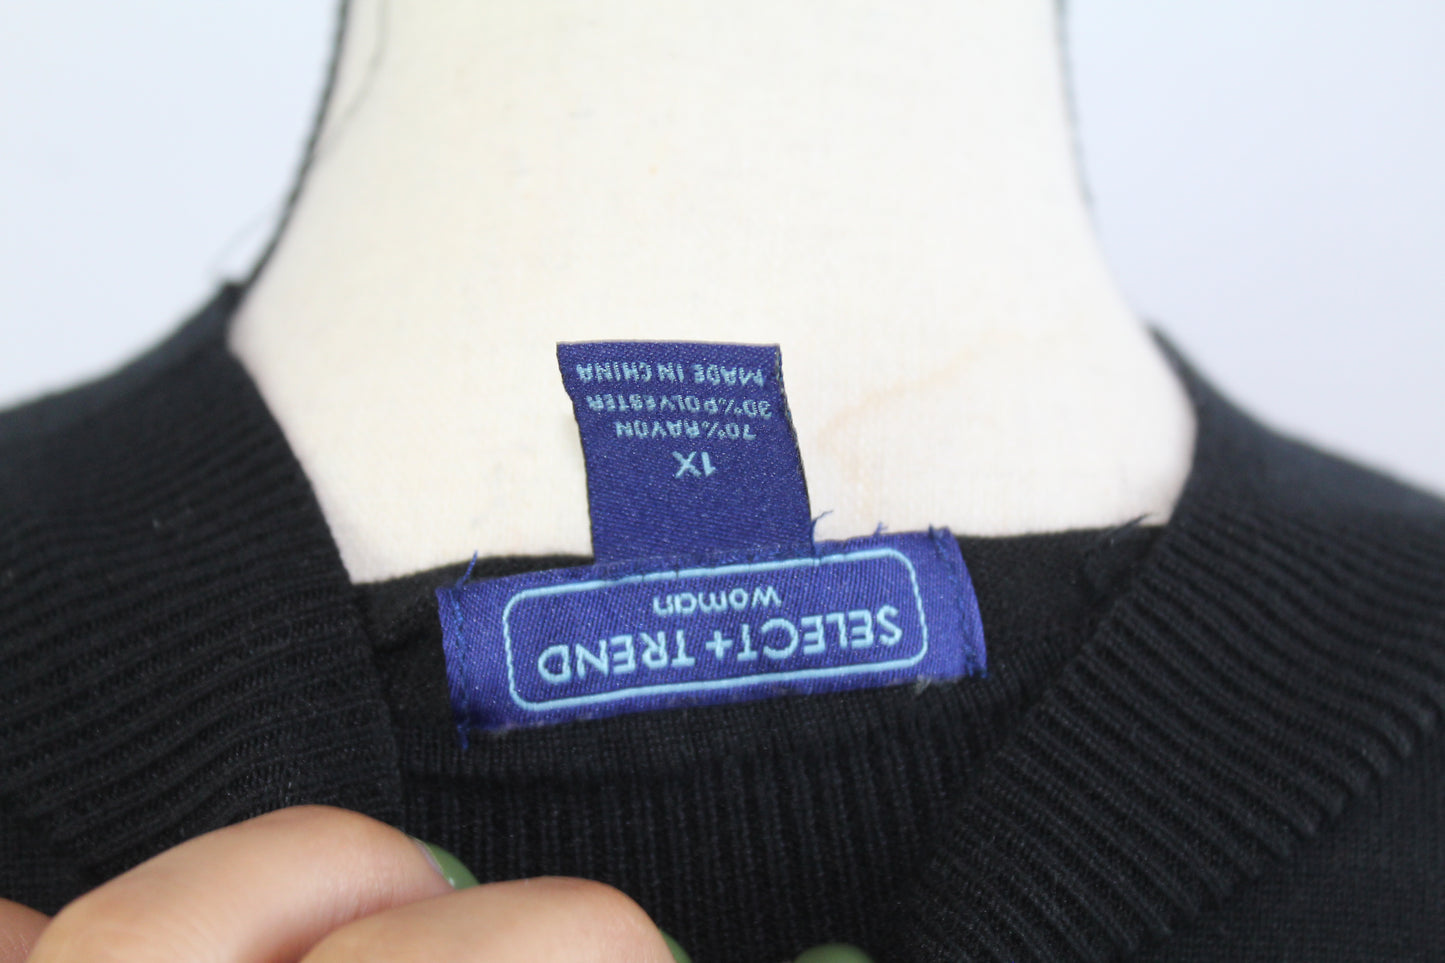 SELECT+ TREND
woman
1X
70% RAYON
30% POLYESTER
MADE IN CHINA